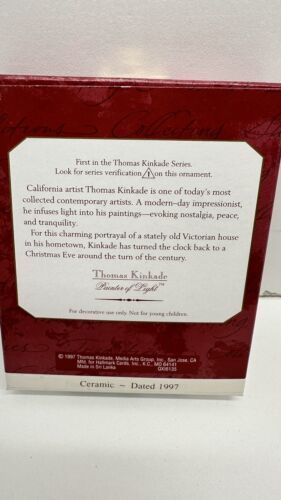 First in the Thomas Kinkade Series.
Look for series verification 1 on this ornament.
California artist Thomas Kinkade is one of today's most
collected contemporary artists. A modern-day impressionist,
he infuses light into his paintings—evoking nostalgia, peace,
and tranquility.
For this charming portrayal of a stately old Victorian house
in his hometown, Kinkade has turned the clock back to a
Christmas Eve around the turn of the century.
Thomas Kinkade
Painter of Light™
For decorative use only. Not for young children.
© 1997 Thomas Kinkade, Media Arts Group, Inc., San Jose, CA
Mfd. for Hallmark Cards, Inc., K.C., MO 64141
Made in Sri Lanka QXI6135
Ceramic ~ Dated 1997